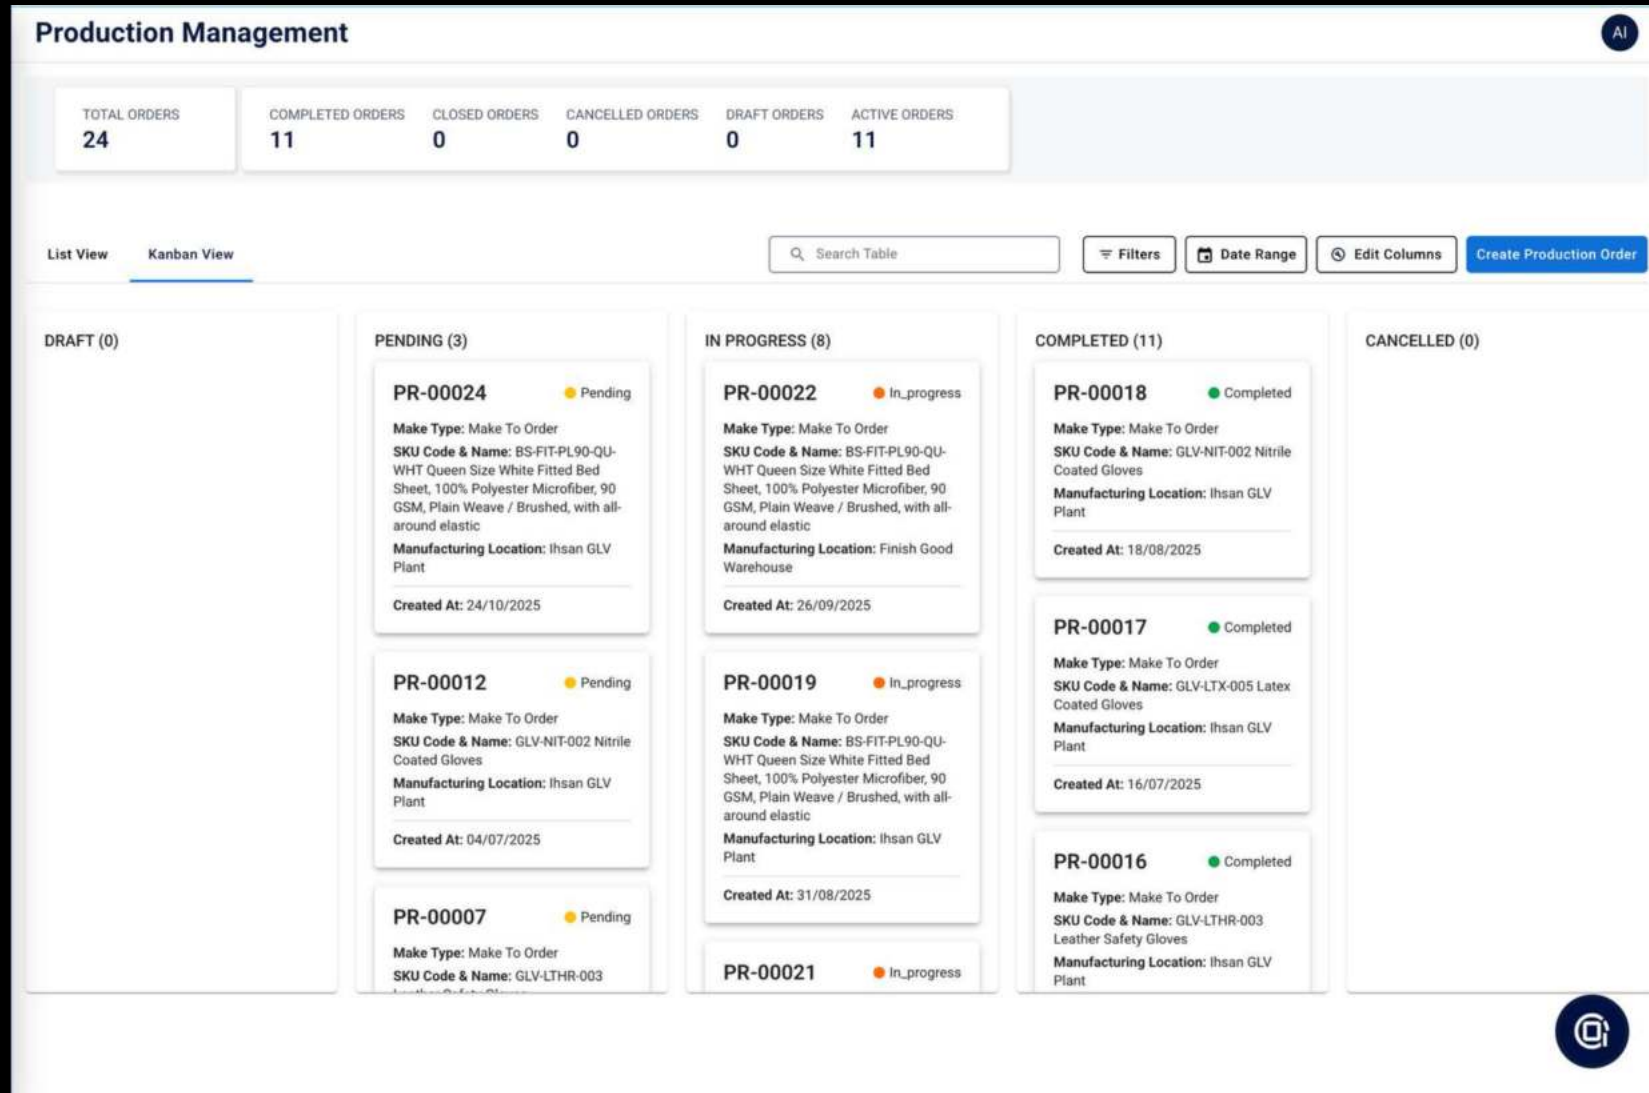 Production Management
AI
TOTAL ORDERS
24
COMPLETED ORDERS
11
CLOSED ORDERS
0
CANCELLED ORDERS
0
DRAFT ORDERS
0
ACTIVE ORDERS
11
List View
Kanban View
Search Table
Filters
Date Range
Edit Columns
Create Production Order
DRAFT (0)
PENDING (3)
PR-00024
Pending
Make Type: Make To Order
SKU Code & Name: BS-FIT-PL90-QU-
WHT Queen Size White Fitted Bed
Sheet, 100% Polyester Microfiber, 90
GSM, Plain Weave / Brushed, with all-
around elastic
Manufacturing Location: Ihsan GLV
Plant
Created At: 24/10/2025
PR-00012
Pending
Make Type: Make To Order
SKU Code & Name: GLV-NIT-002 Nitrile
Coated Gloves
Manufacturing Location: Ihsan GLV
Plant
Created At: 04/07/2025
PR-00007
Pending
Make Type: Make To Order
SKU Code & Name: GLV-LTHR-003
IN PROGRESS (8)
PR-00022
In_progress
Make Type: Make To Order
SKU Code & Name: BS-FIT-PL90-QU-
WHT Queen Size White Fitted Bed
Sheet, 100% Polyester Microfiber, 90
GSM, Plain Weave / Brushed, with all-
around elastic
Manufacturing Location: Finish Good
Warehouse
Created At: 26/09/2025
PR-00019
In_progress
Make Type: Make To Order
SKU Code & Name: BS-FIT-PL90-QU-
WHT Queen Size White Fitted Bed
Sheet, 100% Polyester Microfiber, 90
GSM, Plain Weave / Brushed, with all-
around elastic
Manufacturing Location: Ihsan GLV
Plant
Created At: 31/08/2025
PR-00021
In_progress
COMPLETED (11)
PR-00018
Completed
Make Type: Make To Order
SKU Code & Name: GLV-NIT-002 Nitrile
Coated Gloves
Manufacturing Location: Ihsan GLV
Plant
Created At: 18/08/2025
PR-00017
Completed
Make Type: Make To Order
SKU Code & Name: GLV-LTX-005 Latex
Coated Gloves
Manufacturing Location: Ihsan GLV
Plant
Created At: 16/07/2025
PR-00016
Completed
Make Type: Make To Order
SKU Code & Name: GLV-LTHR-003
Leather Safety Gloves
Manufacturing Location: Ihsan GLV
Plant
CANCELLED (0)